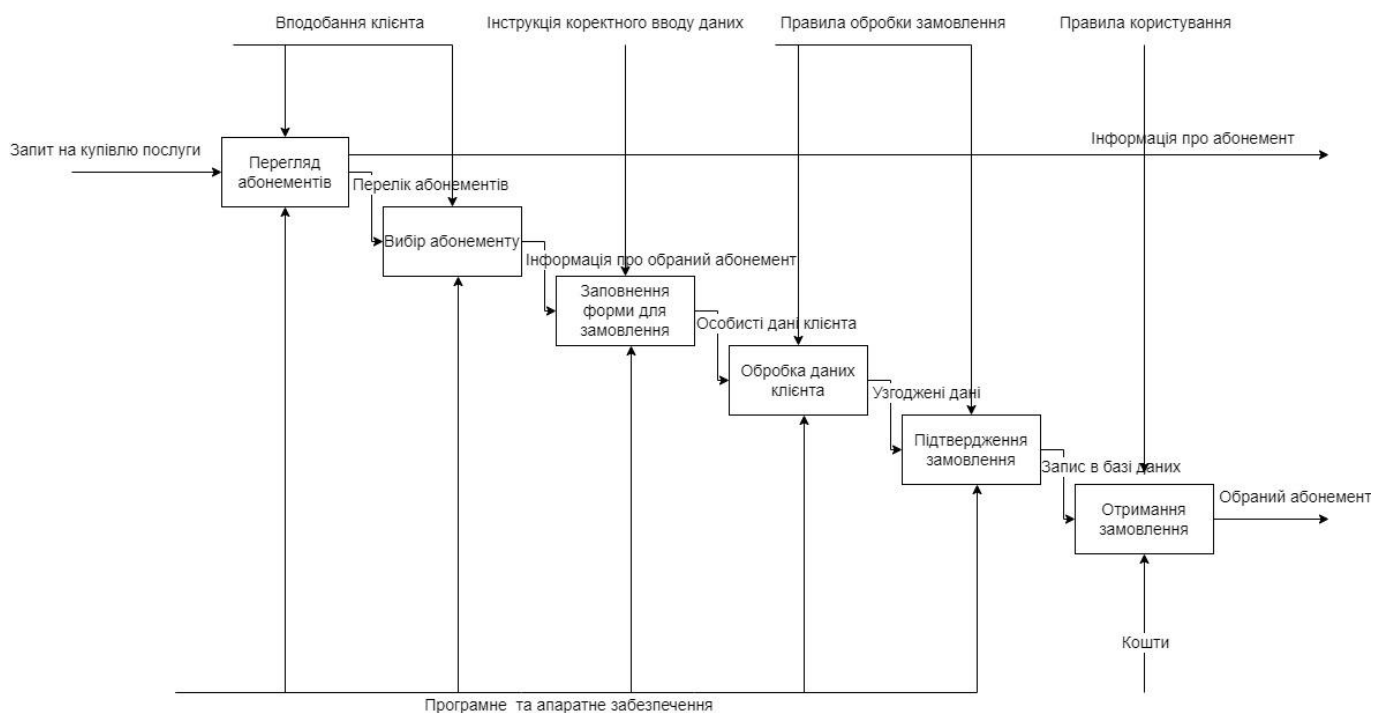 Вподобання клієнта
Інструкція коректного вводу даних
Правила обробки замовлення
Правила користування
Запит на купівлю послуги
Перегляд
абонементів
Інформація про абонемент
Перелік абонементів
Вибір абонементу
Інформація про обраний абонемент
Заповнення
форми для
замовлення
Особисті дані клієнта
Обробка даних
клієнта
Узгоджені дані
Підтвердження
замовлення
Запис в базі даних
Отримання
замовлення
Обраний абонемент
Кошти
Програмне та апаратне забезпечення